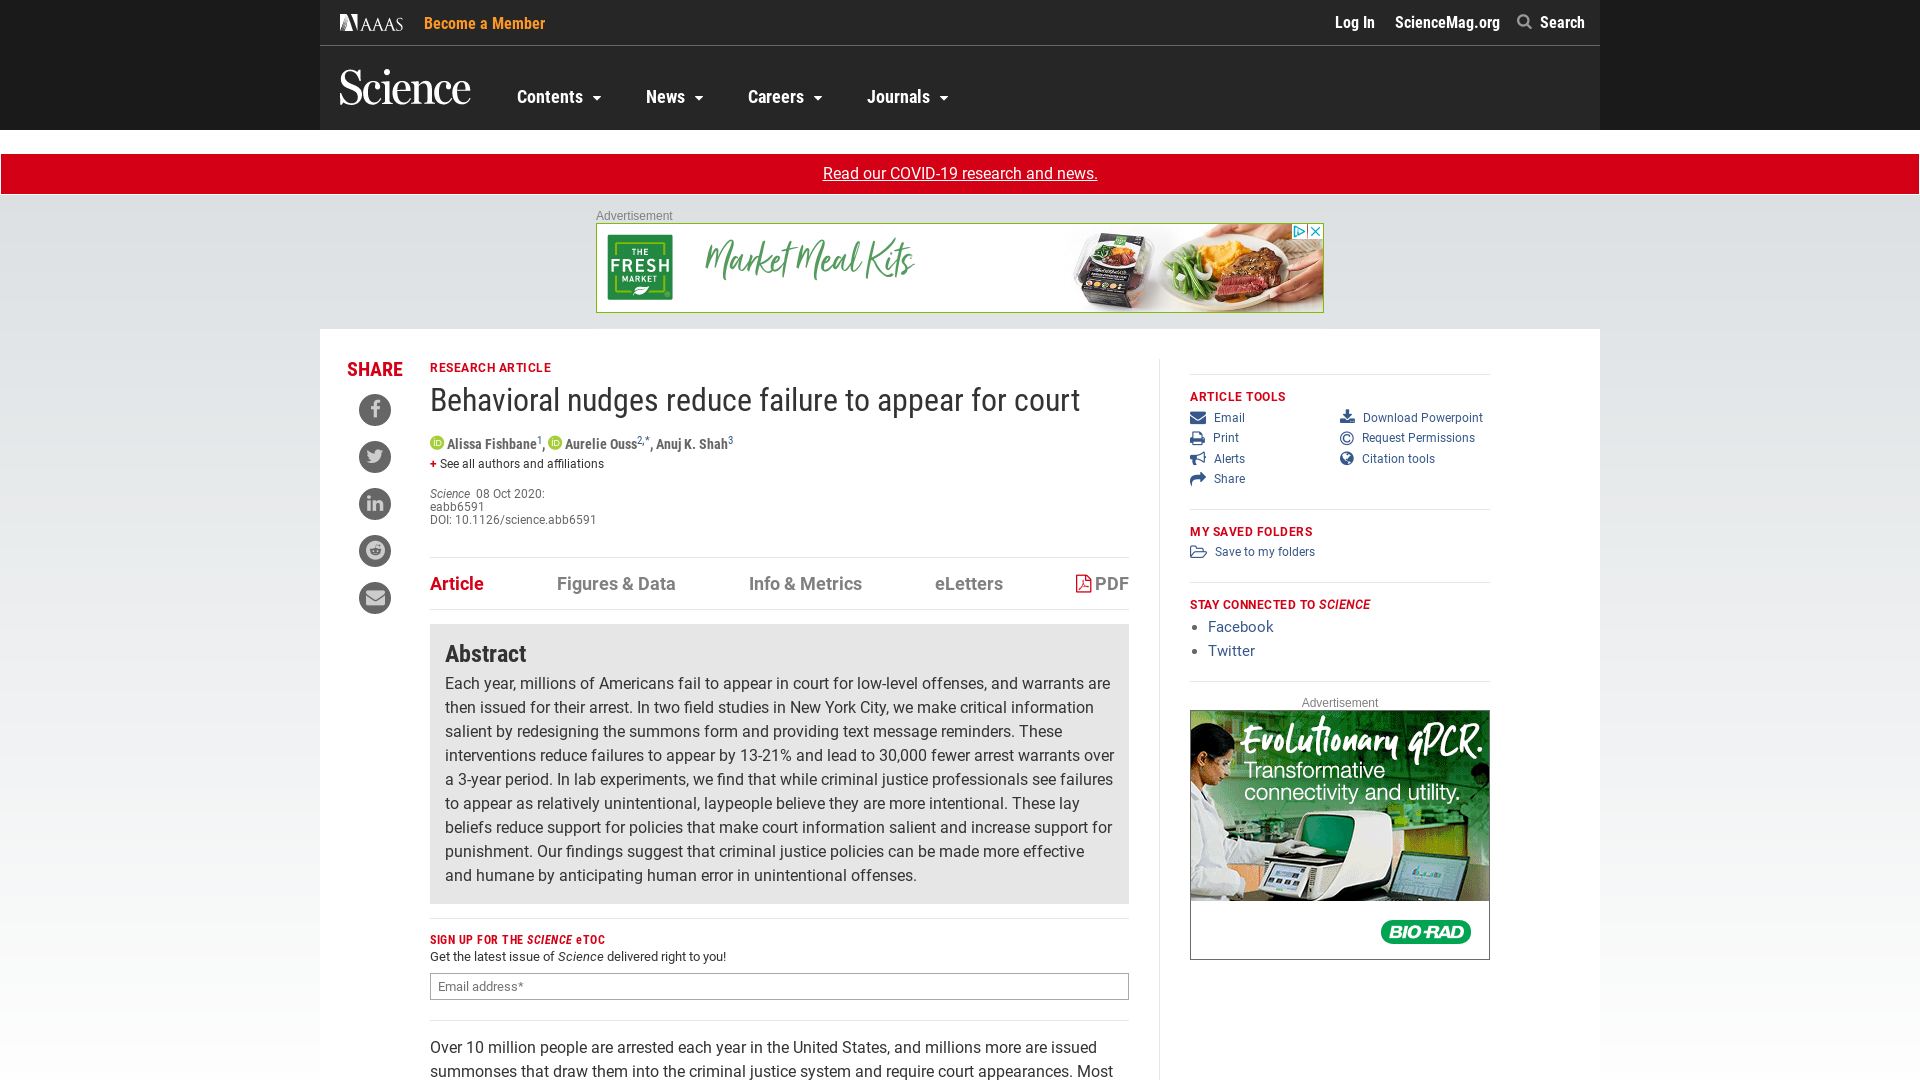 AAAS
Become a Member
Log In
ScienceMag.org
Search
Science
Contents
News
Careers
Journals
Read our COVID-19 research and news.
Advertisement
THE
FRESH
MARKET
Market Meal Kits
SHARE
RESEARCH ARTICLE
Behavioral nudges reduce failure to appear for court
iD Alissa Fishbane1, iD Aurelie Ouss2,*, Anuj K. Shah3
+ See all authors and affiliations
Science 08 Oct 2020:
eabb6591
DOI: 10.1126/science.abb6591
Article
Figures & Data
Info & Metrics
eLetters
PDF
Abstract
Each year, millions of Americans fail to appear in court for low-level offenses, and warrants are
then issued for their arrest. In two field studies in New York City, we make critical information
salient by redesigning the summons form and providing text message reminders. These
interventions reduce failures to appear by 13-21% and lead to 30,000 fewer arrest warrants over
a 3-year period. In lab experiments, we find that while criminal justice professionals see failures
to appear as relatively unintentional, laypeople believe they are more intentional. These lay
beliefs reduce support for policies that make court information salient and increase support for
punishment. Our findings suggest that criminal justice policies can be made more effective
and humane by anticipating human error in unintentional offenses.
SIGN UP FOR THE SCIENCE eTOC
Get the latest issue of Science delivered right to you!
Email address*
Over 10 million people are arrested each year in the United States, and millions more are issued
summonses that draw them into the criminal justice system and require court appearances. Most
ARTICLE TOOLS
Email
Download Powerpoint
Print
Request Permissions
Alerts
Citation tools
Share
MY SAVED FOLDERS
Save to my folders
STAY CONNECTED TO SCIENCE
Facebook
Twitter
Advertisement
Evolutionary qPCR.
Transformative
connectivity and utility.
BIO-RAD